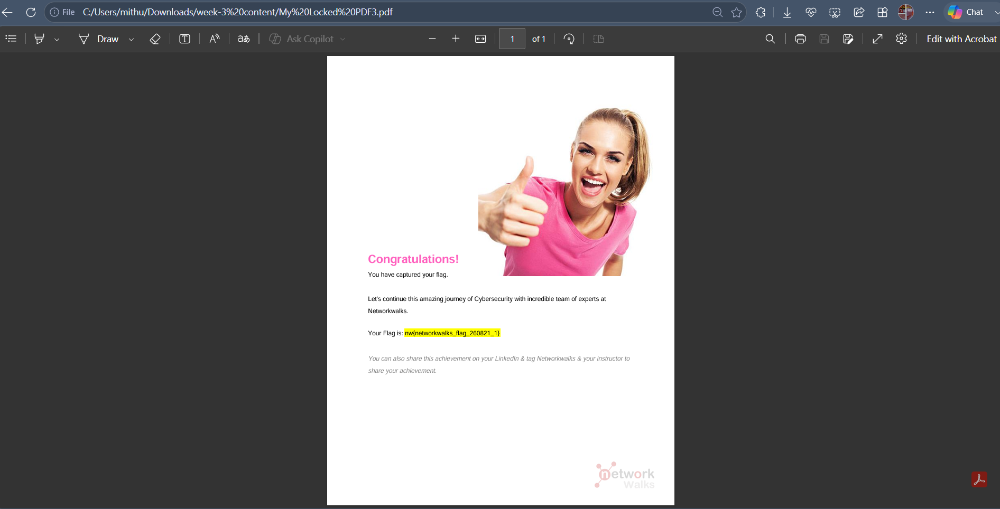 File C:/Users/mithu/Downloads/week-3%20content/My%20Locked%20PDF3.pdf
Chat
Draw
Ask Copilot
1 of 1
Edit with Acrobat
Congratulations!
You have captured your flag.
Let's continue this amazing journey of Cybersecurity with incredible team of experts at
Networkwalks.
Your Flag is: nw{networkwalks_flag_260821_1}
You can also share this achievement on your LinkedIn & tag Networkwalks & your instructor to
share your achievement.
network
Walks